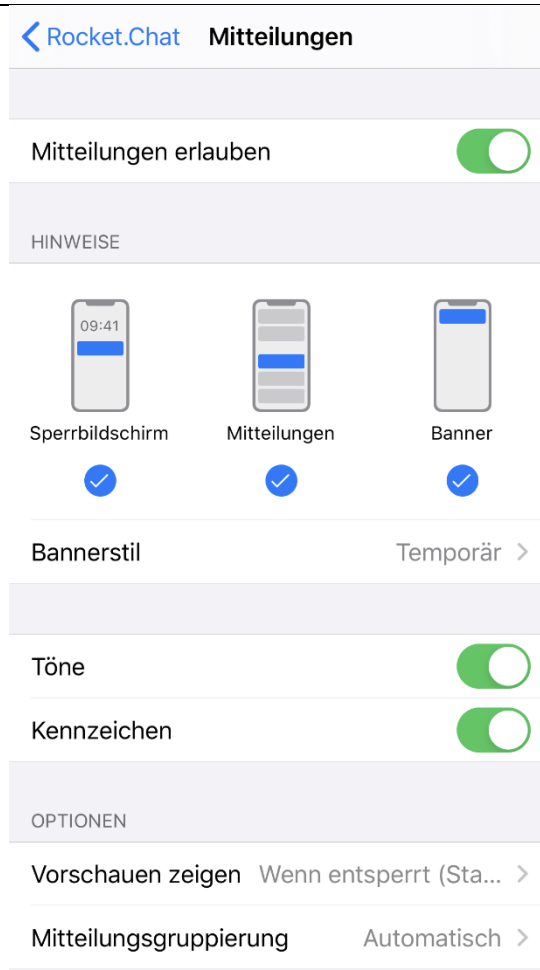 Rocket.Chat Mitteilungen
Mitteilungen erlauben
HINWEISE
09:41
Sperrbildschirm Mitteilungen Banner
Bannerstil Temporär
Töne
Kennzeichen
OPTIONEN
Vorschauen zeigen Wenn entsperrt (Sta...
Mitteilungsgruppierung Automatisch